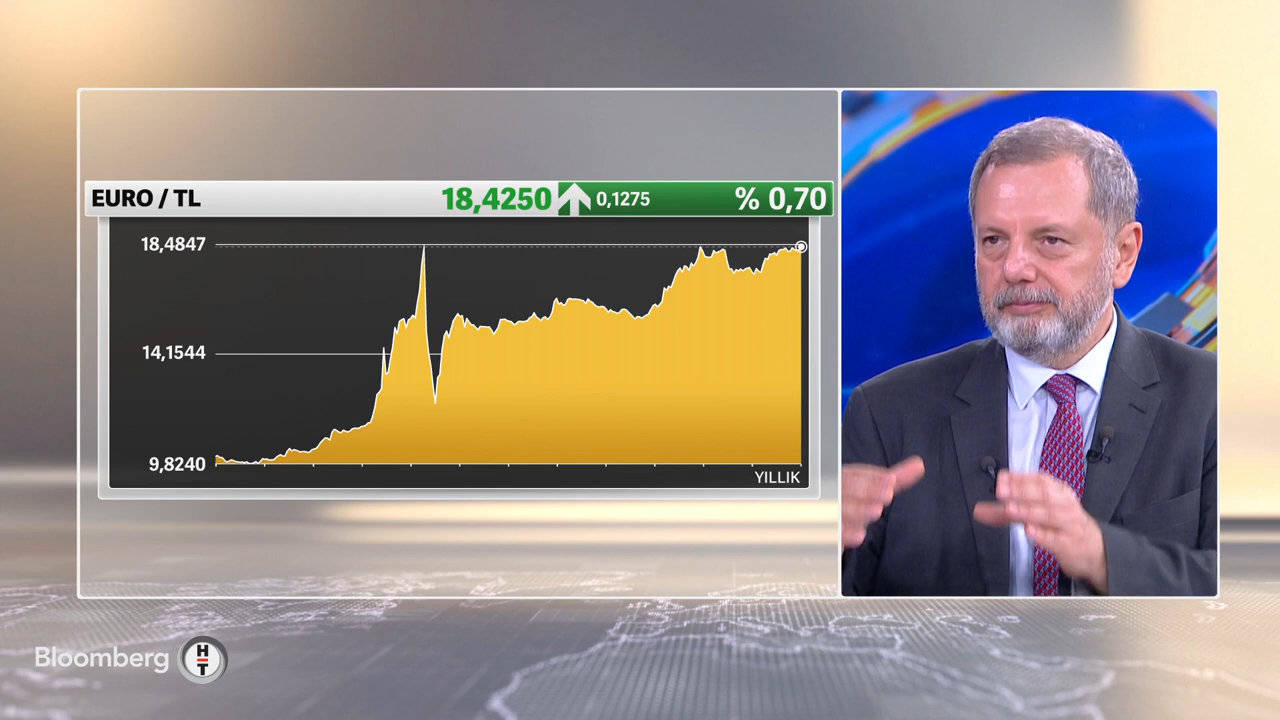 EURO / TL 18,4250 0,1275 % 0,70
18,4847
14,1544
9,8240
YILLIK
Bloomberg HT